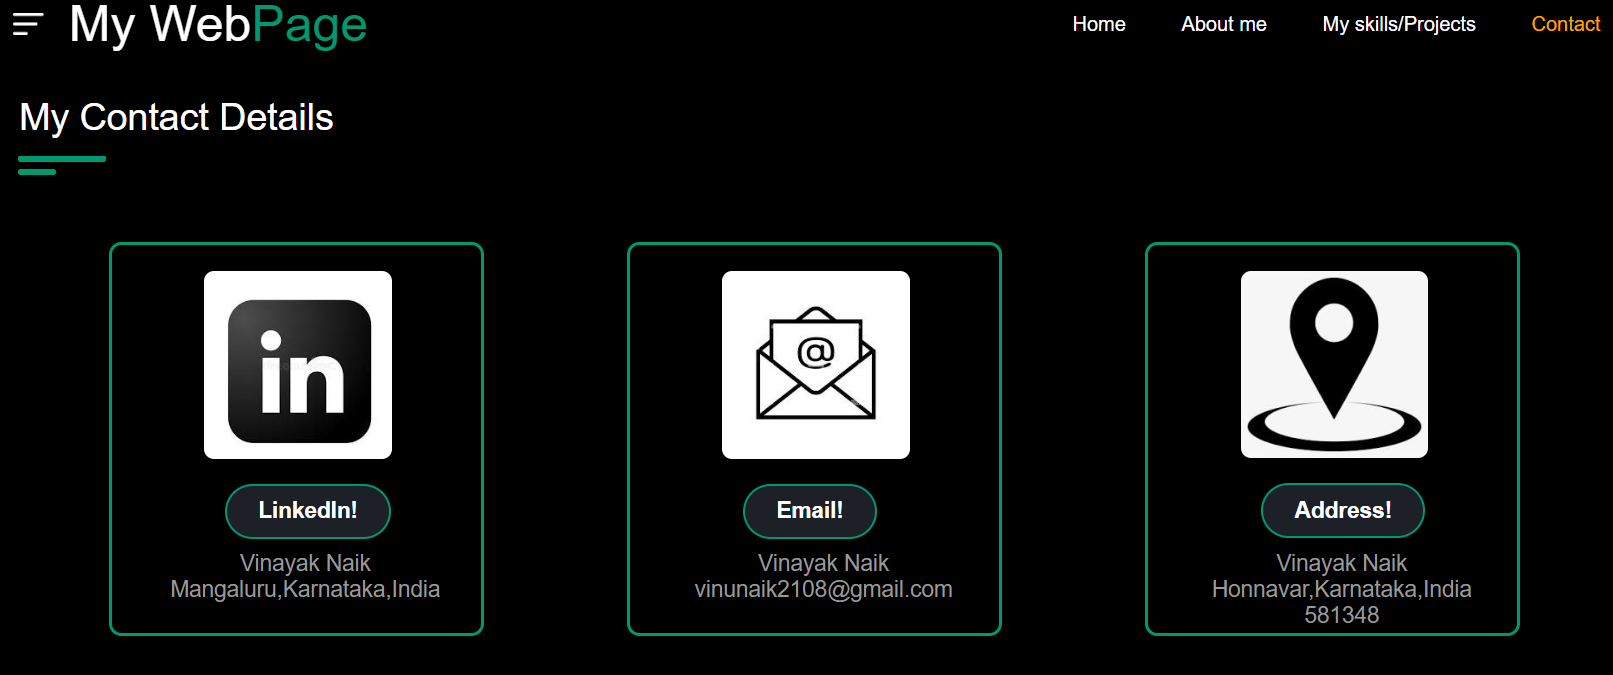 My WebPage
Home
About me
My skills/Projects
Contact
My Contact Details
in
LinkedIn!
Vinayak Naik
Mangaluru,Karnataka,India
@
Email!
Vinayak Naik
vinunaik2108@gmail.com
Address!
Vinayak Naik
Honnavar,Karnataka,India
581348